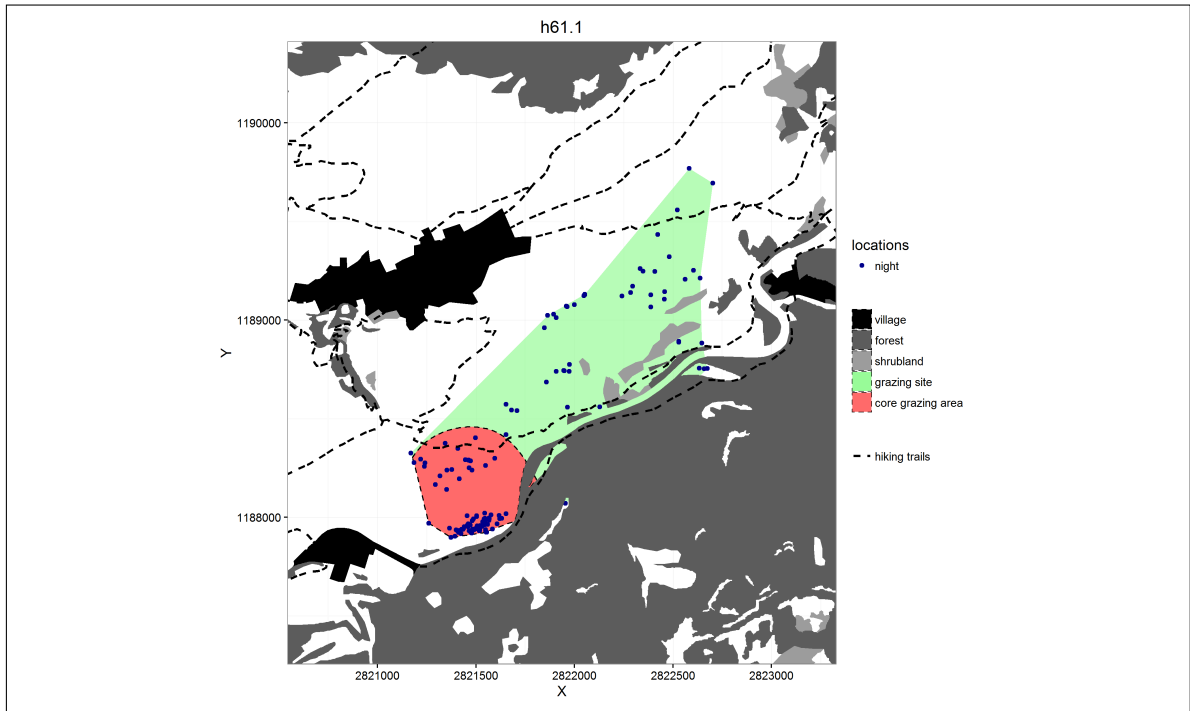 h61.1
1190000
1189000
1188000
Y
2821000 2821500 2822000 2822500 2823000
X
locations
night
village
forest
shrubland
grazing site
core grazing area
hiking trails